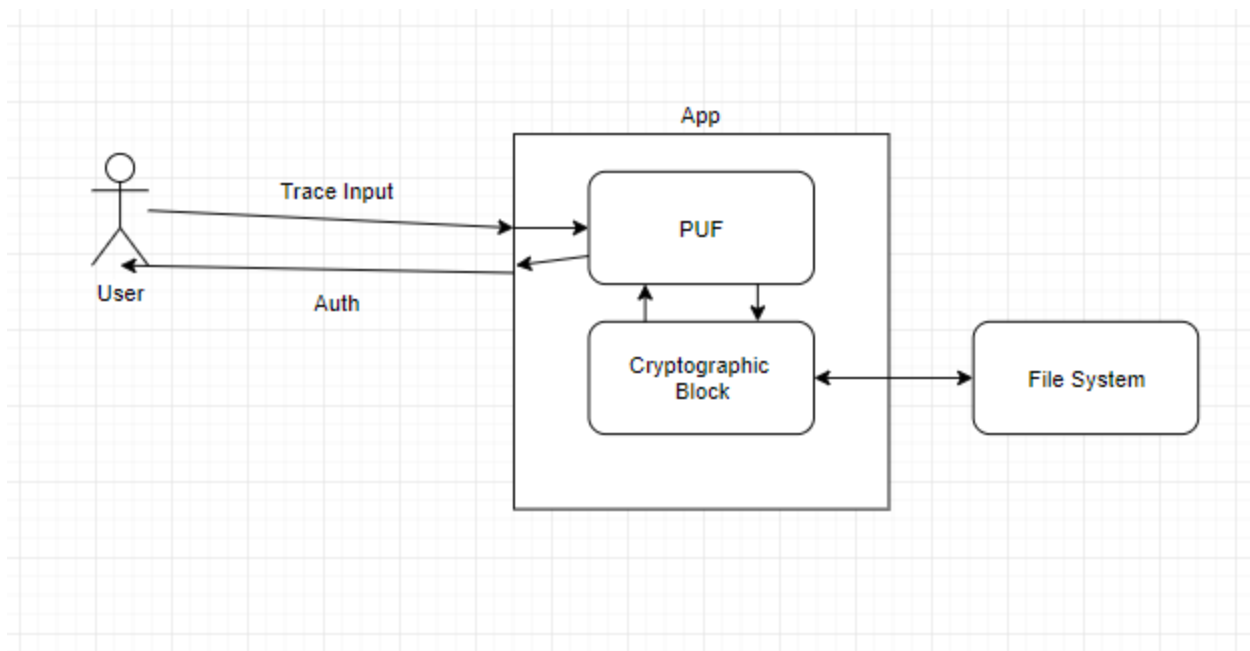 App
Trace Input
PUF
User
Auth
Cryptographic
Block
File System